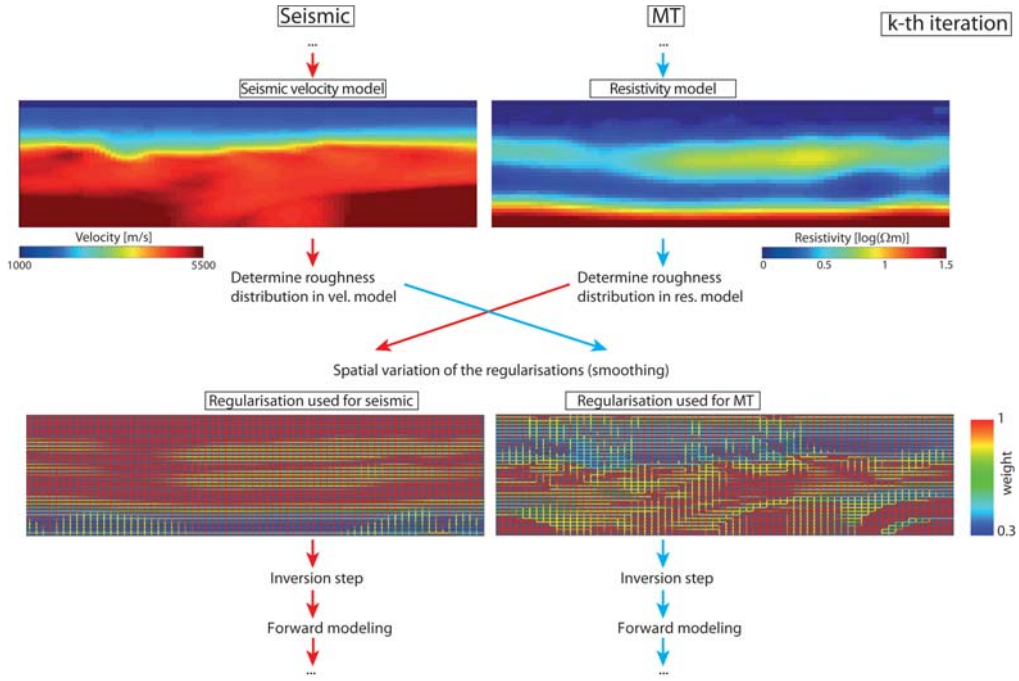 Seismic
MT
k-th iteration
...
...
Seismic velocity model
Resistivity model
Velocity [m/s]
1000
5500
Resistivity [log(Ωm)]
0
0.5
1
1.5
Determine roughness
distribution in vel. model
Determine roughness
distribution in res. model
Spatial variation of the regularisations (smoothing)
Regularisation used for seismic
Regularisation used for MT
1
weight
0.3
Inversion step
Inversion step
Forward modeling
Forward modeling
...
...